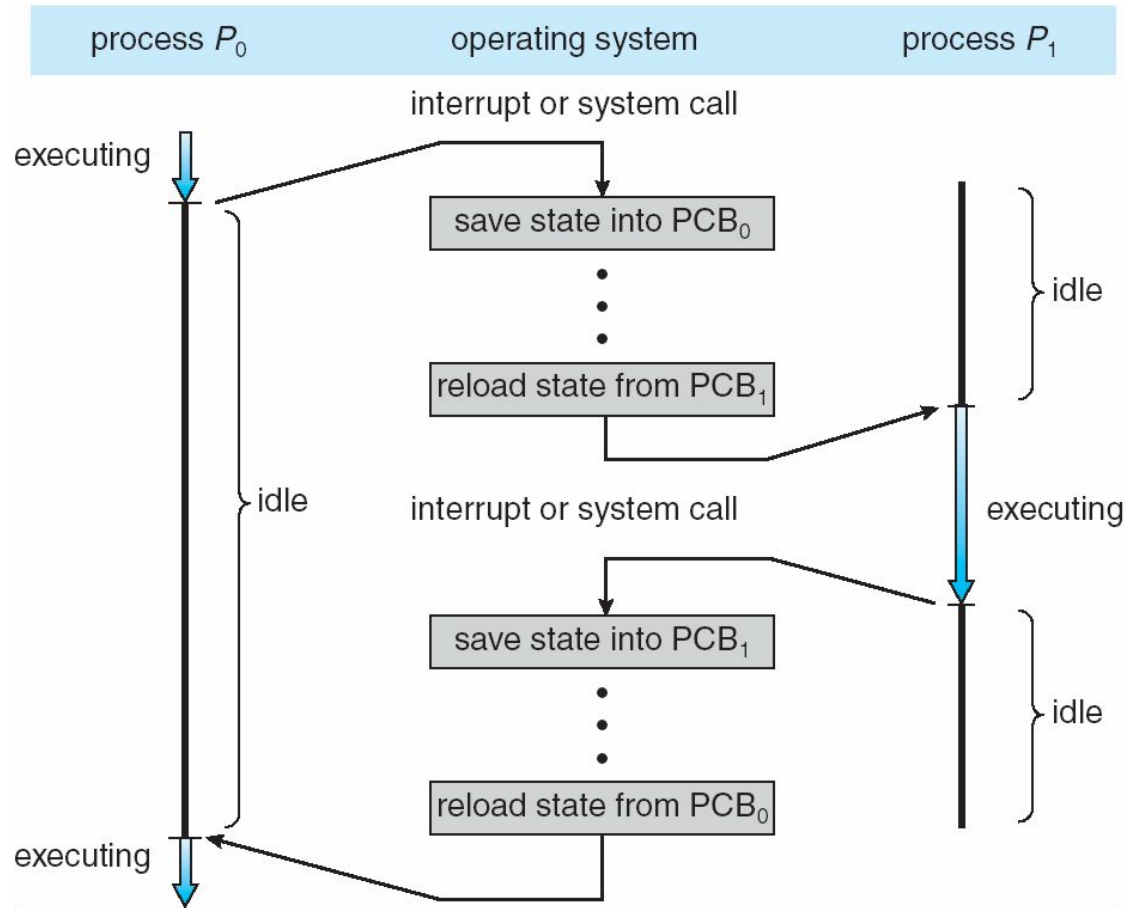 process P₀ operating system process P₁
interrupt or system call
executing
save state into PCB₀
idle
reload state from PCB₁
idle
interrupt or system call
executing
save state into PCB₁
idle
reload state from PCB₀
executing